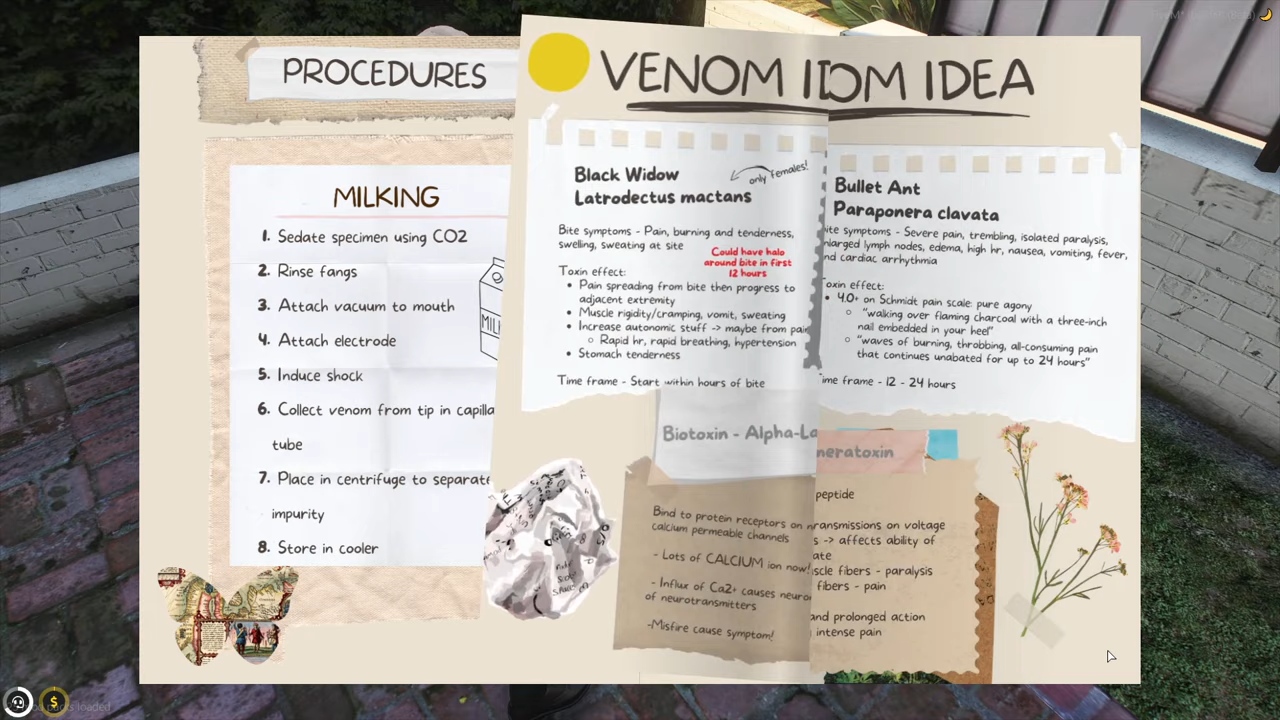 PROCEDURES
MILKING
1. Sedate specimen using CO2
2. Rinse fangs
3. Attach vacuum to mouth
4. Attach electrode
5. Induce shock
6. Collect venom from tip in capilla
tube
7. Place in centrifuge to separate
impurity
8. Store in cooler
MIL
VENOM I
OM IDEA
Black Widow
only females!
Latrodectus mactans
Bite symptoms - Pain, burning and tenderness,
swelling, sweating at site
Could have halo
around bite in first
12 hours
Toxin effect:
• Pain spreading from bite then progress to
adjacent extremity
• Muscle rigidity/cramping, vomit, sweating
• Increase autonomic stuff -> maybe from pai
○ Rapid hr, rapid breathing, hypertension
• Stomach tenderness
Time frame - Start within hours of bite
Biotoxin - Alpha-La
Bind to protein receptors on n
calcium permeable channels
- Lots of CALCIUM ion now!
- Influx of Ca2+ causes neuro
of neurotransmitters
-Misfire cause symptom!
Bullet Ant
Paraponera clavata
ite symptoms - Severe pain, trembling, isolated paralysis,
nlarged lymph nodes, edema, high hr, nausea, vomiting, fever,
nd cardiac arrhythmia
oxin effect:
• 4.0+ on Schmidt pain scale: pure agony
○ "walking over flaming charcoal with a three-inch
nail embedded in your heel"
○ "waves of burning, throbbing, all-consuming pain
that continues unabated for up to 24 hours"
ime frame - 12 - 24 hours
neratoxin
peptide
ransmissions on voltage
s -> affects ability of
ate
scle fibers - paralysis
fibers - pain
and prolonged action
intense pain
loaded